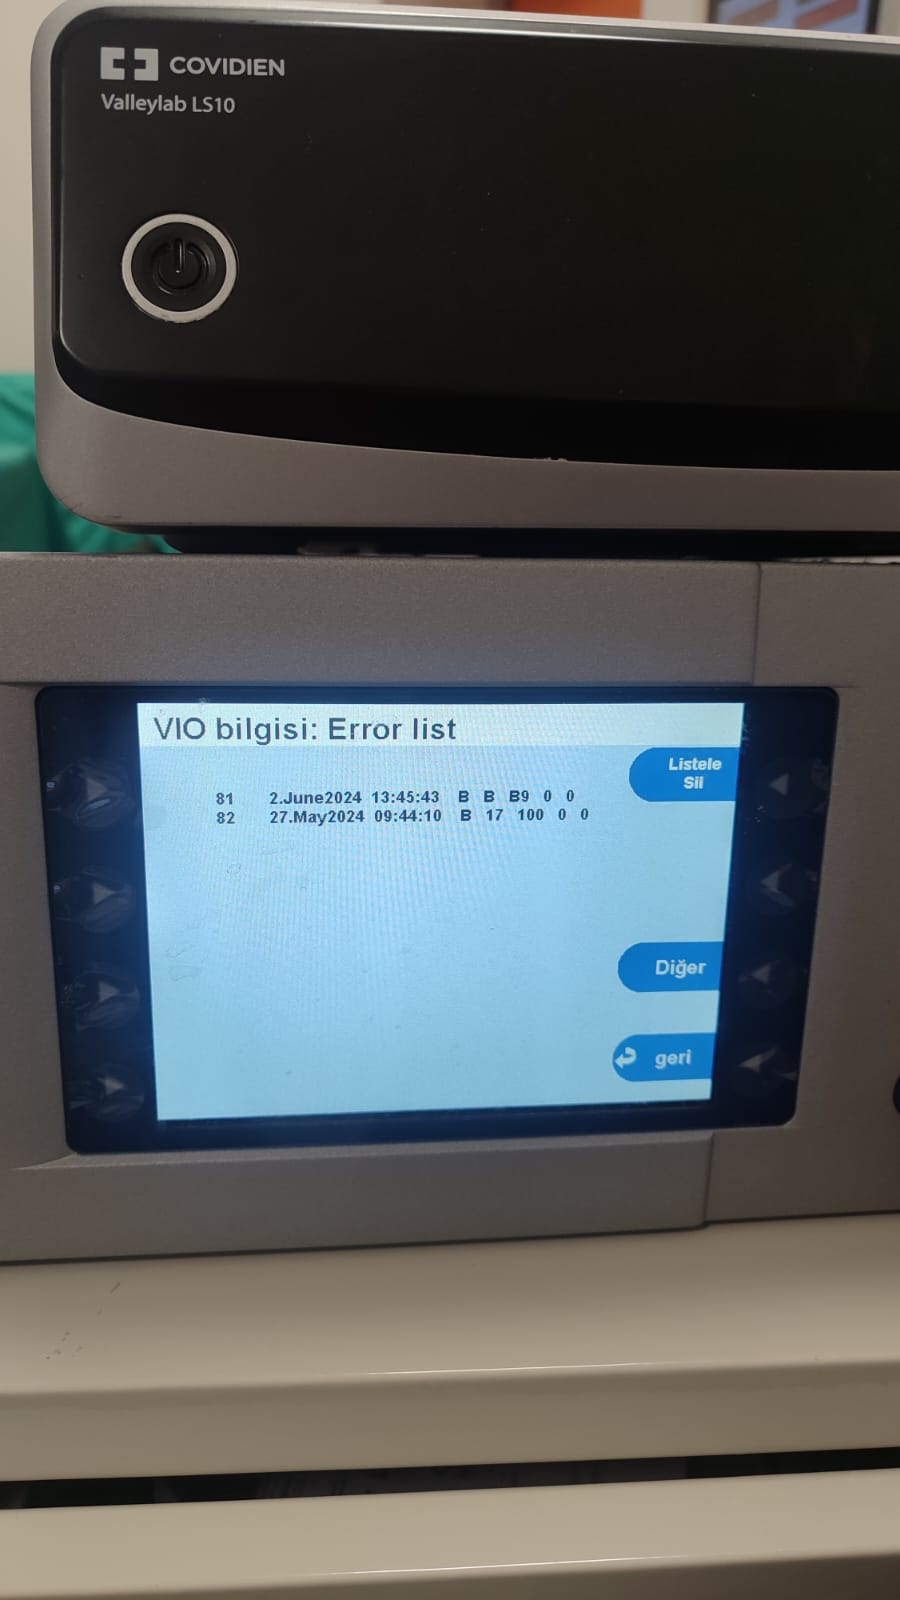 COVIDIEN
Valleylab LS10
VIO bilgisi: Error list
Listele
Sil
81 2.June2024 13:45:43 B B B9 0 0
82 27.May2024 09:44:10 B 17 100 0 0
Diğer
geri